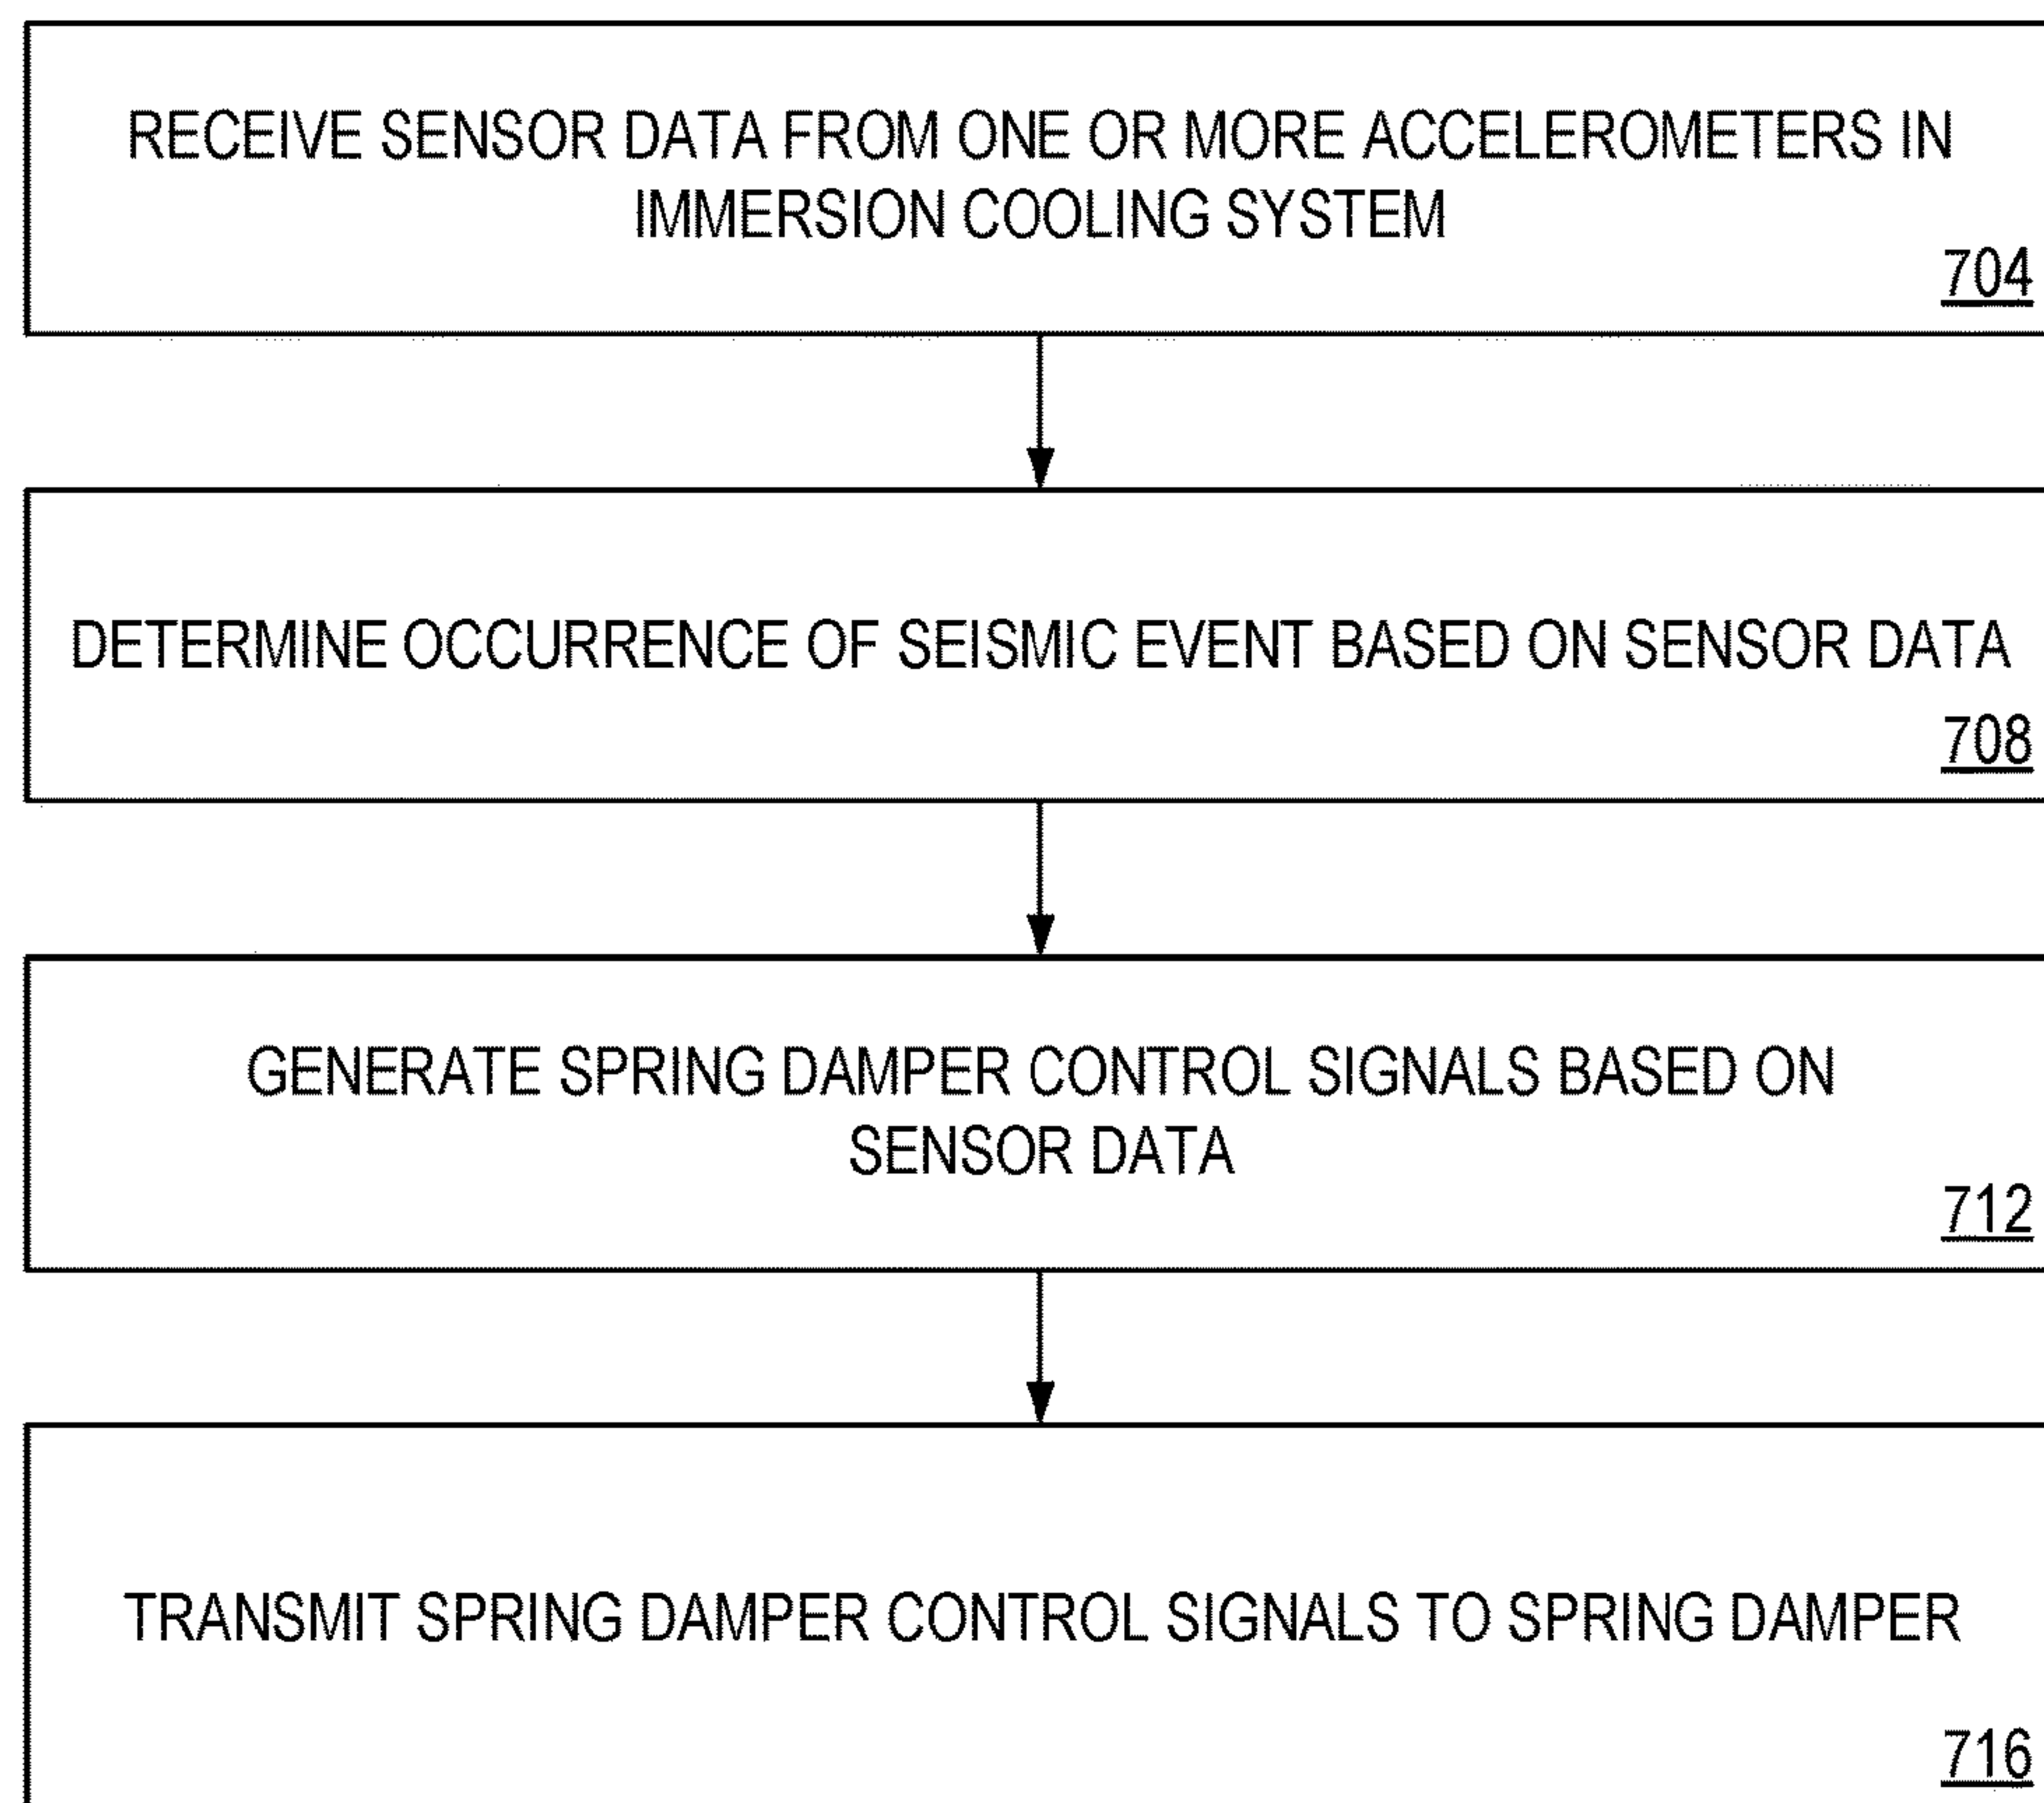 RECEIVE SENSOR DATA FROM ONE OR MORE ACCELEROMETERS IN
IMMERSION COOLING SYSTEM
704
DETERMINE OCCURRENCE OF SEISMIC EVENT BASED ON SENSOR DATA
708
GENERATE SPRING DAMPER CONTROL SIGNALS BASED ON
SENSOR DATA
712
TRANSMIT SPRING DAMPER CONTROL SIGNALS TO SPRING DAMPER
716